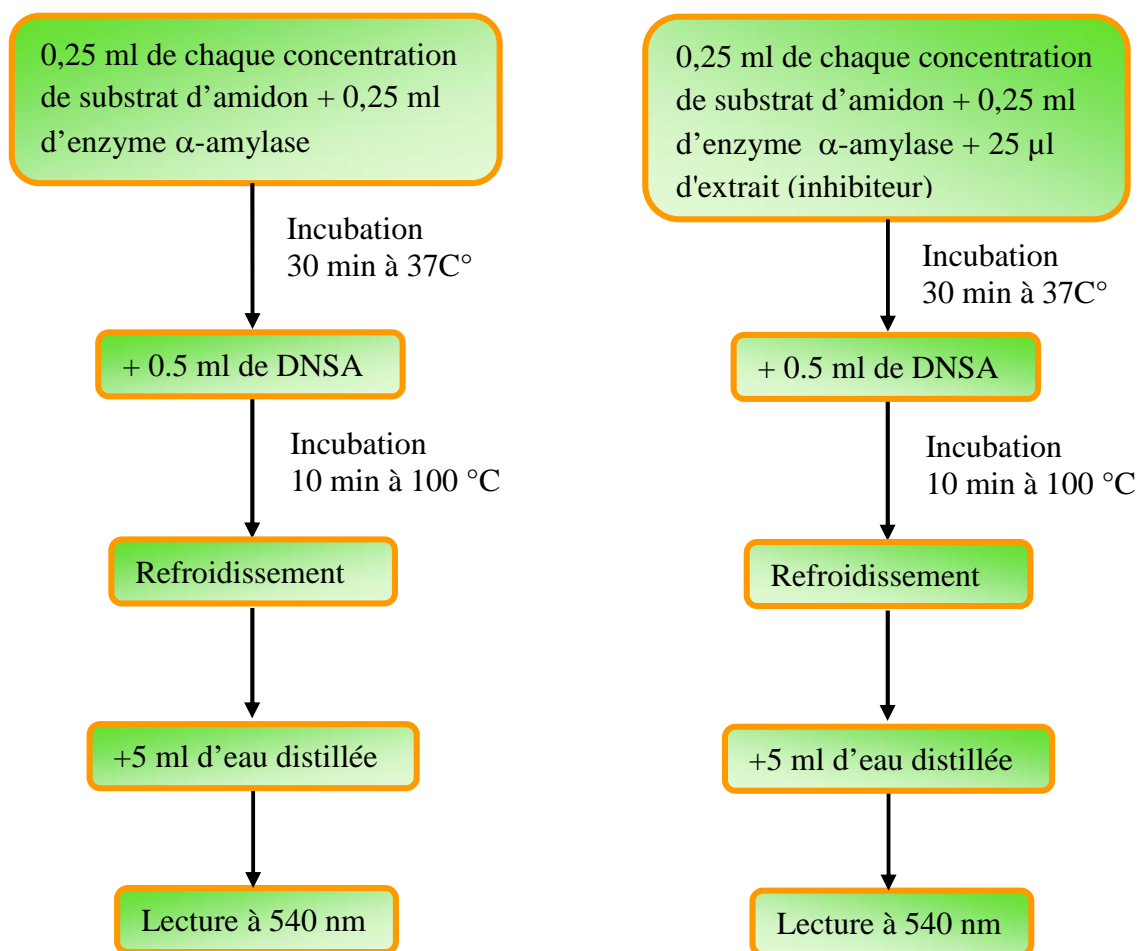 0,25 ml de chaque concentration
de substrat d’amidon + 0,25 ml
d’enzyme α-amylase
Incubation
30 min à 37C°
+ 0.5 ml de DNSA
Incubation
10 min à 100 °C
Refroidissement
+5 ml d’eau distillée
Lecture à 540 nm
0,25 ml de chaque concentration
de substrat d’amidon + 0,25 ml
d’enzyme α-amylase + 25 µl
d'extrait (inhibiteur)
Incubation
30 min à 37C°
+ 0.5 ml de DNSA
Incubation
10 min à 100 °C
Refroidissement
+5 ml d’eau distillée
Lecture à 540 nm